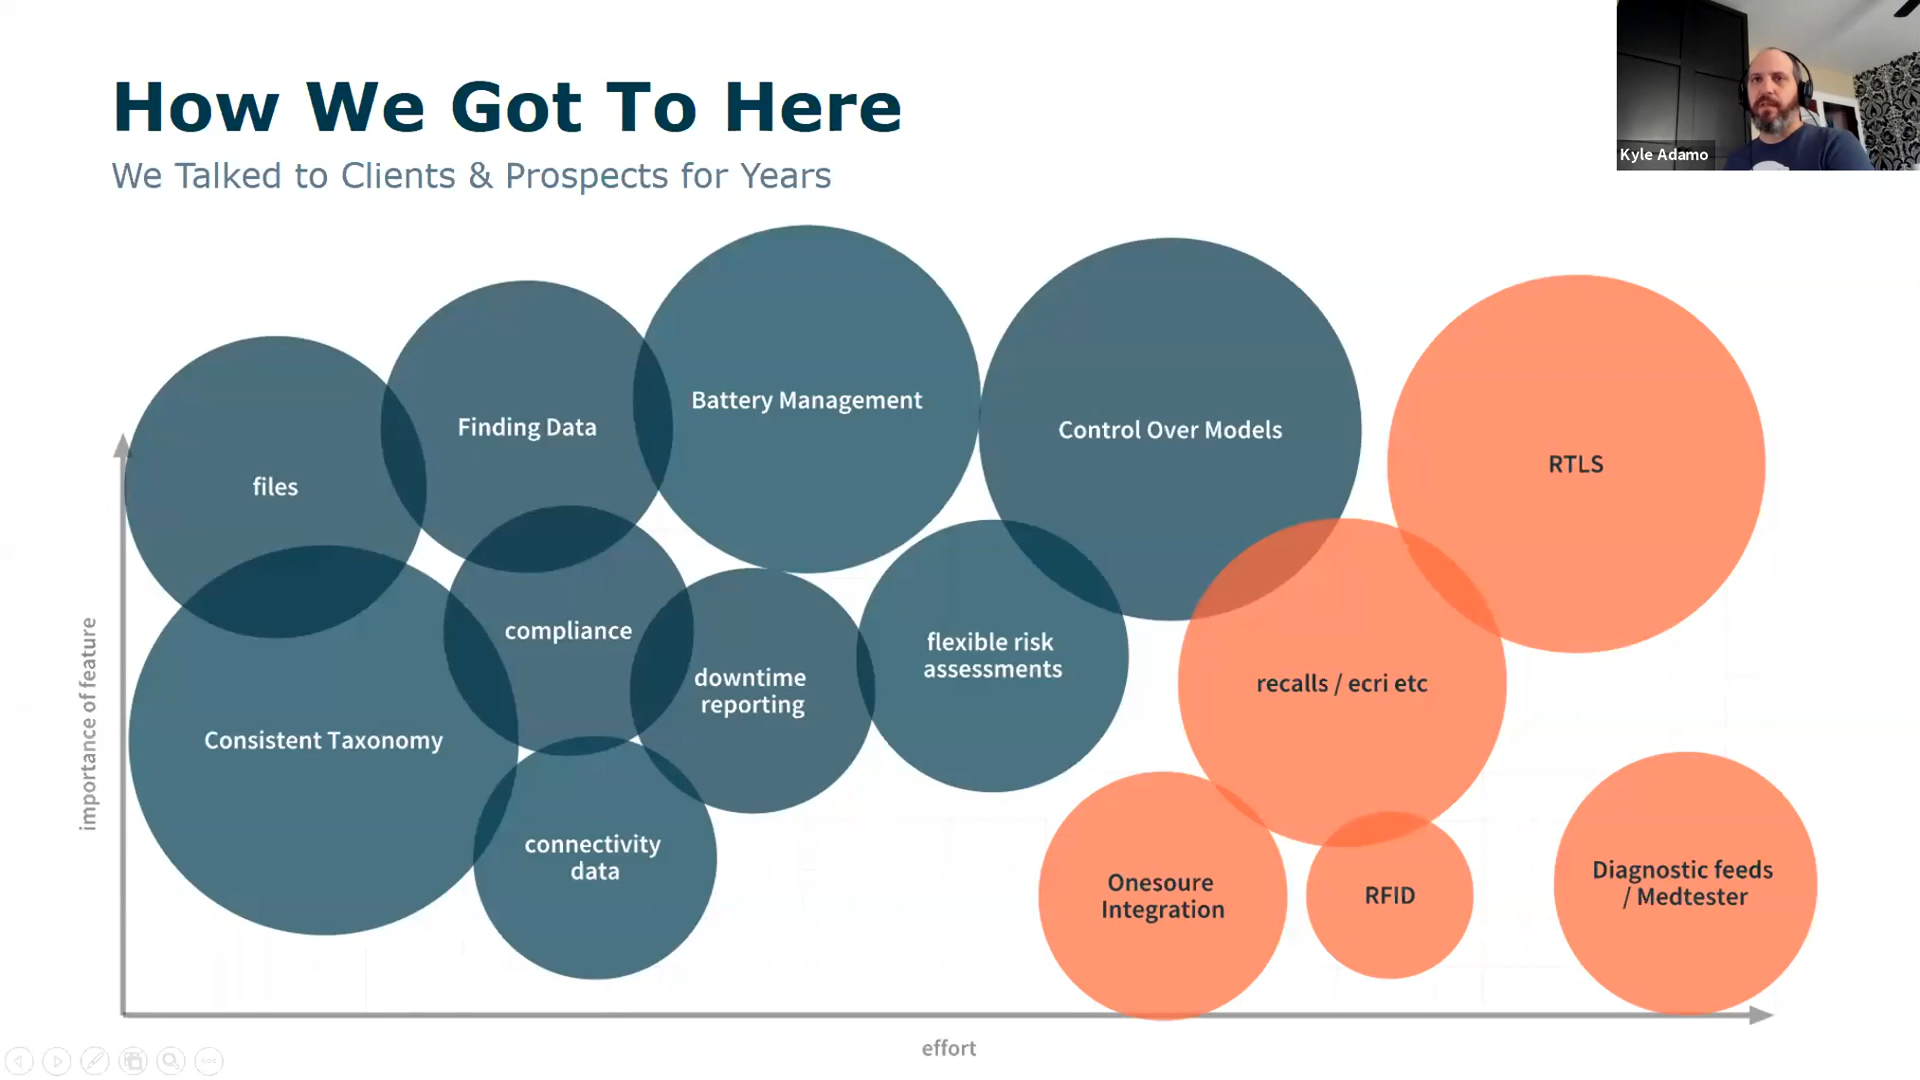 How We Got To Here
We Talked to Clients & Prospects for Years
Kyle Adamo
files
Finding Data
Battery Management
Control Over Models
RTLS
Consistent Taxonomy
compliance
downtime
reporting
flexible risk
assessments
recalls / ecri etc
connectivity
data
Onesoure
Integration
RFID
Diagnostic feeds
/ Medtester
importance of feature
effort